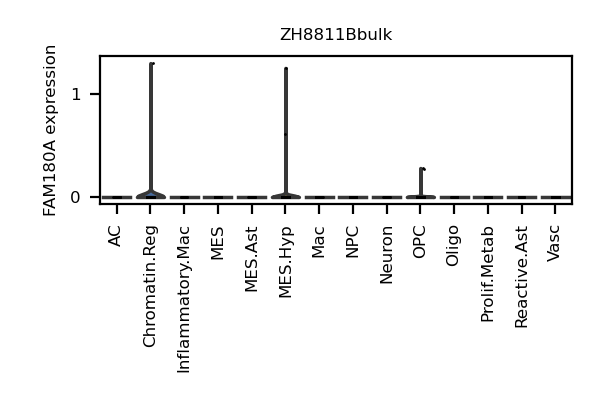 ZH8811Bbulk
FAM180A expression
1
0
AC
Chromatin.Reg
Inflammatory.Mac
MES
MES.Ast
MES.Hyp
Mac
NPC
Neuron
OPC
Oligo
Prolif.Metab
Reactive.Ast
Vasc